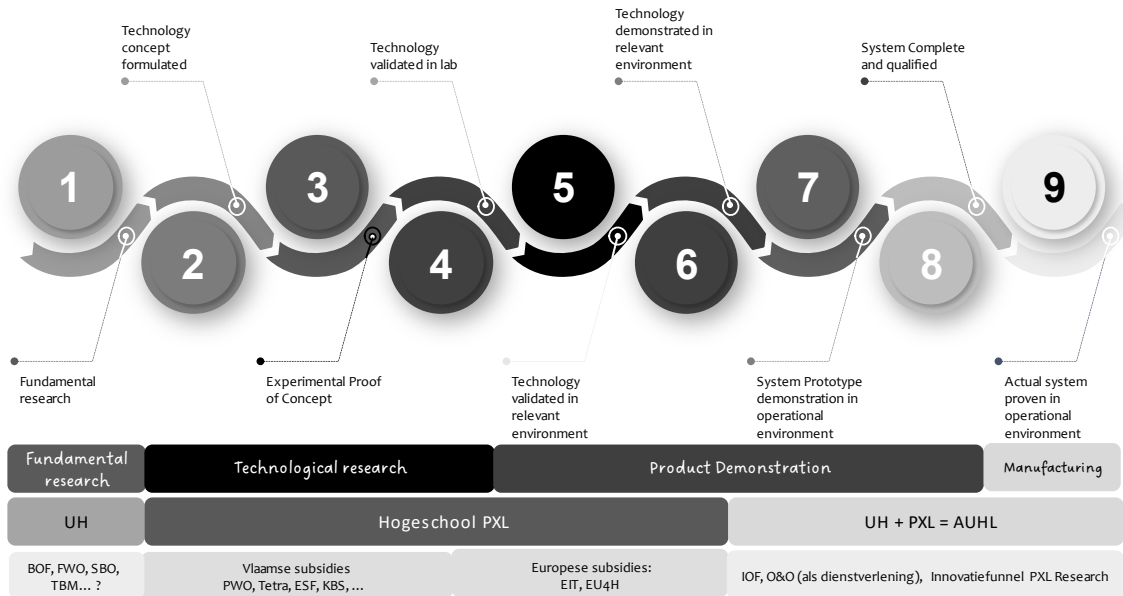 Technology
concept
formulated
Technology
validated in lab
Technology
demonstrated in
relevant
environment
System Complete
and qualified
1
2
3
4
5
6
7
8
9
Fundamental
research
Experimental Proof
of Concept
Technology
validated in
relevant
environment
System Prototype
demonstration in
operational
environment
Actual system
proven in
operational
environment
Fundamental
research
Technological research
Product Demonstration
Manufacturing
UH
Hogeschool PXL
UH + PXL = AUHL
BOF, FWO, SBO,
TBM... ?
Vlaamse subsidies
PWO, Tetra, ESF, KBS, ...
Europese subsidies:
EIT, EU4H
IOF, O&O (als dienstverlening), Innovatiefunnel PXL Research